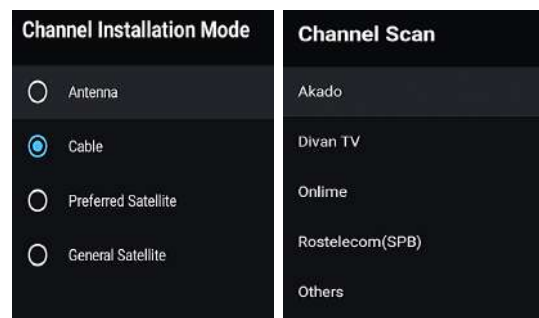 Channel Installation Mode
Antenna
Cable
Preferred Satellite
General Satellite
Channel Scan
Akado
Divan TV
Onlime
Rostelecom(SPB)
Others